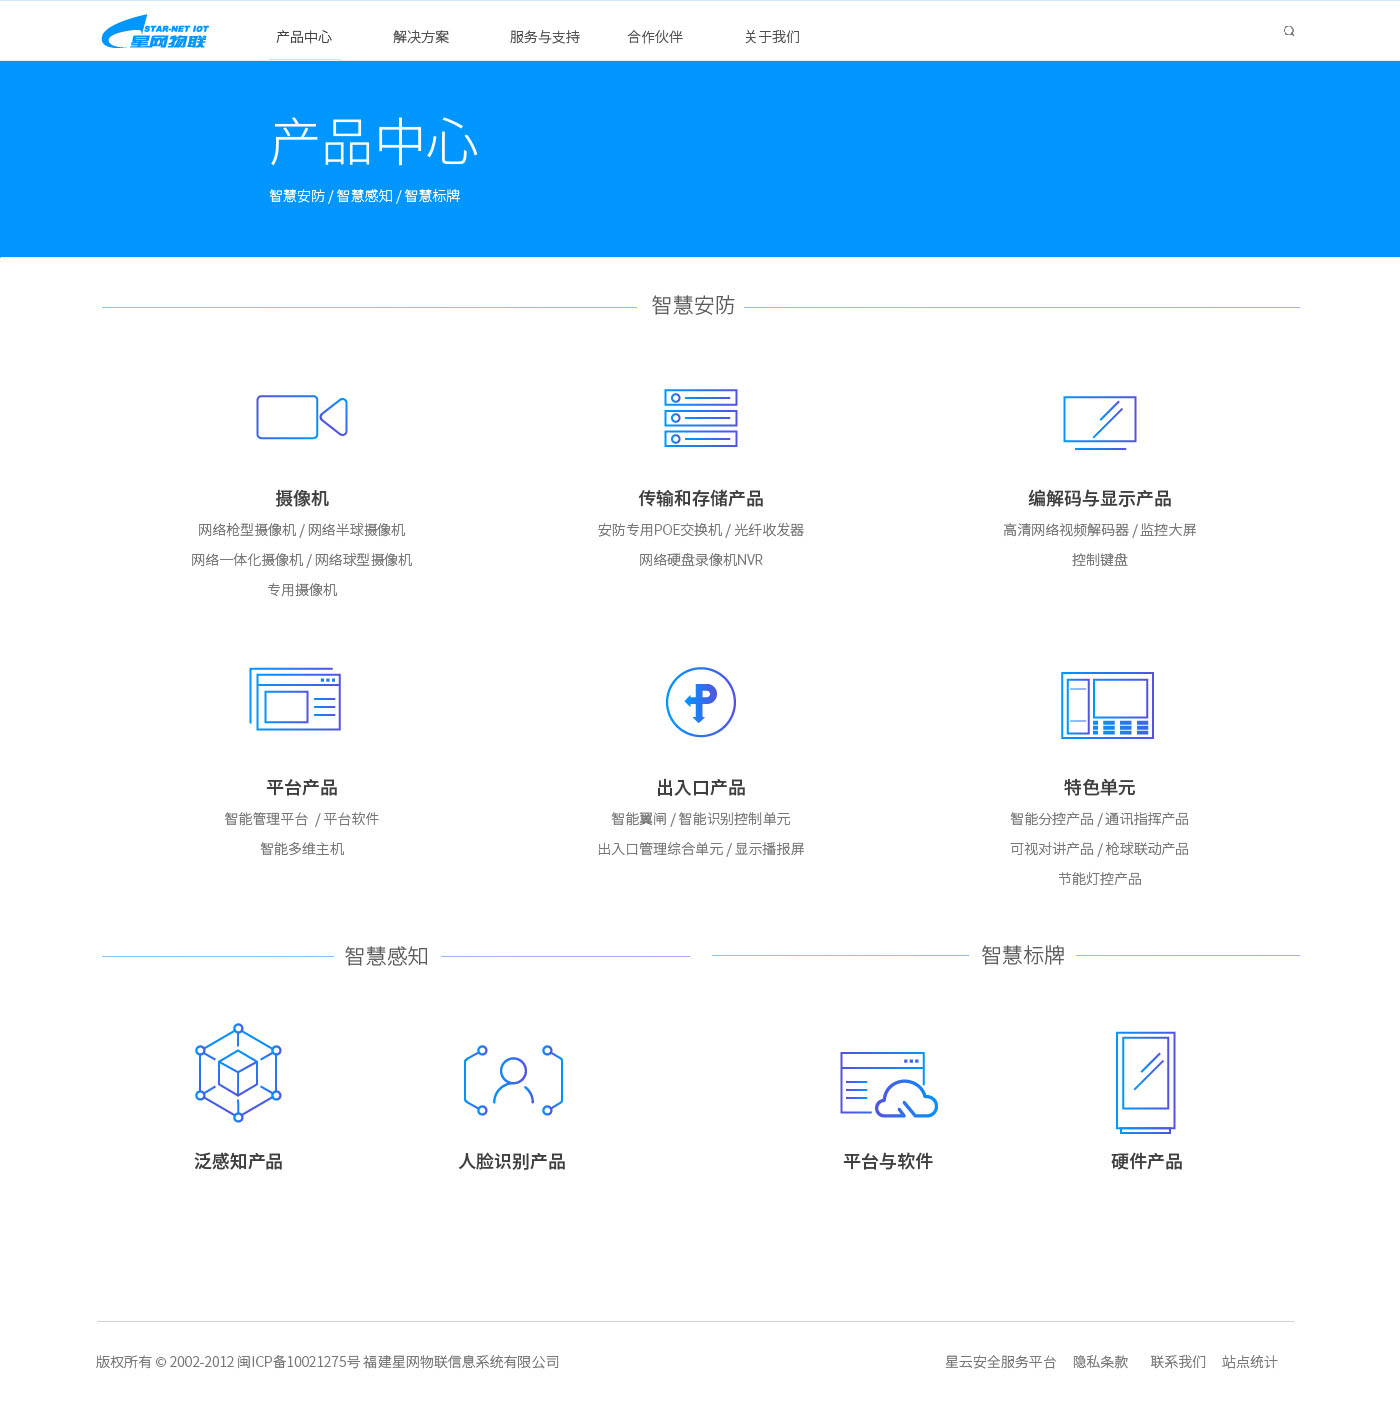 STAR-NET IOT
星网物联
产品中心 解决方案 服务与支持 合作伙伴 关于我们
产品中心
智慧安防 / 智慧感知 / 智慧标牌
智慧安防
摄像机
网络枪型摄像机 / 网络半球摄像机
网络一体化摄像机 / 网络球型摄像机
专用摄像机
传输和存储产品
安防专用POE交换机 / 光纤收发器
网络硬盘录像机NVR
编解码与显示产品
高清网络视频解码器 / 监控大屏
控制键盘
平台产品
智能管理平台 / 平台软件
智能多维主机
P
出入口产品
智能翼闸 / 智能识别控制单元
出入口管理综合单元 / 显示播报屏
特色单元
智能分控产品 / 通讯指挥产品
可视对讲产品 / 枪球联动产品
节能灯控产品
智慧感知
泛感知产品
人脸识别产品
智慧标牌
平台与软件
硬件产品
版权所有 © 2002-2012 闽ICP备10021275号 福建星网物联信息系统有限公司
星云安全服务平台 隐私条款 联系我们 站点统计